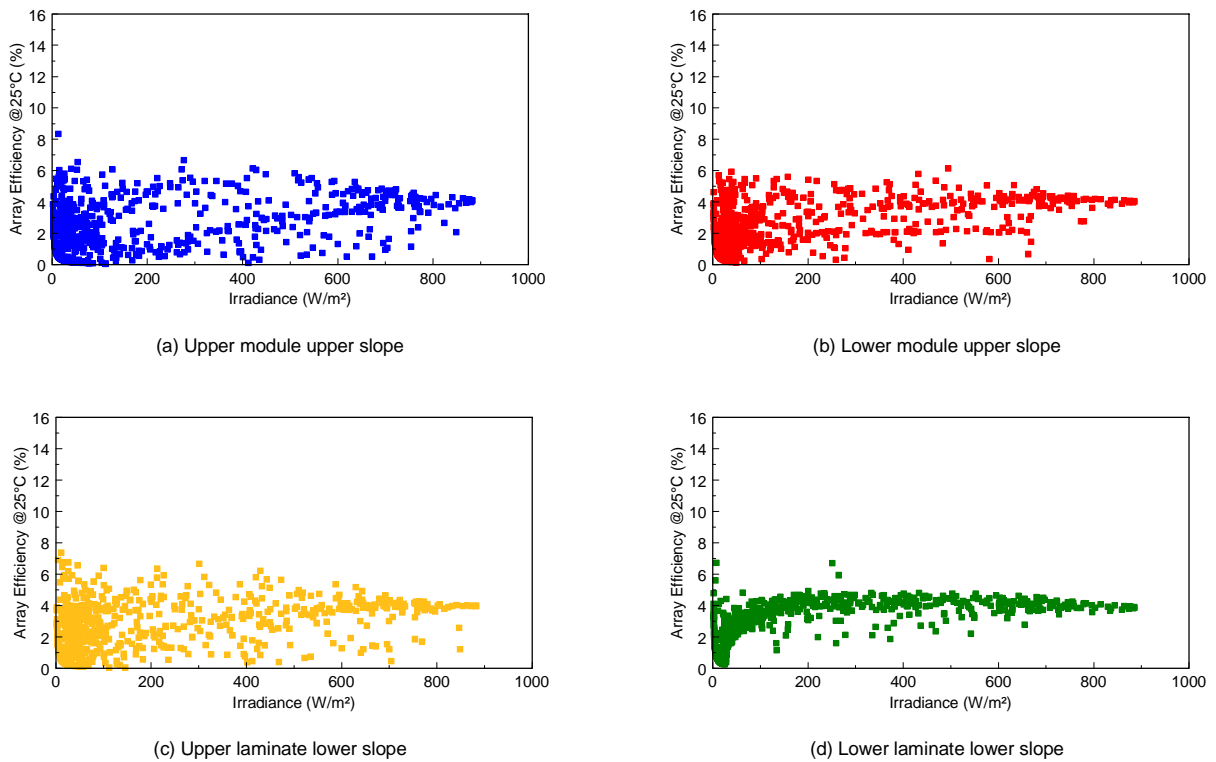 16
14
12
10
8
6
4
2
0
Array Efficiency @25°C (%)
0 200 400 600 800 1000
Irradiance (W/m²)
(a) Upper module upper slope
16
14
12
10
8
6
4
2
0
Array Efficiency @25°C (%)
0 200 400 600 800 1000
Irradiance (W/m²)
(b) Lower module upper slope
16
14
12
10
8
6
4
2
0
Array Efficiency @25°C (%)
0 200 400 600 800 1000
Irradiance (W/m²)
(c) Upper laminate lower slope
16
14
12
10
8
6
4
2
0
Array Efficiency @25°C (%)
0 200 400 600 800 1000
Irradiance (W/m²)
(d) Lower laminate lower slope